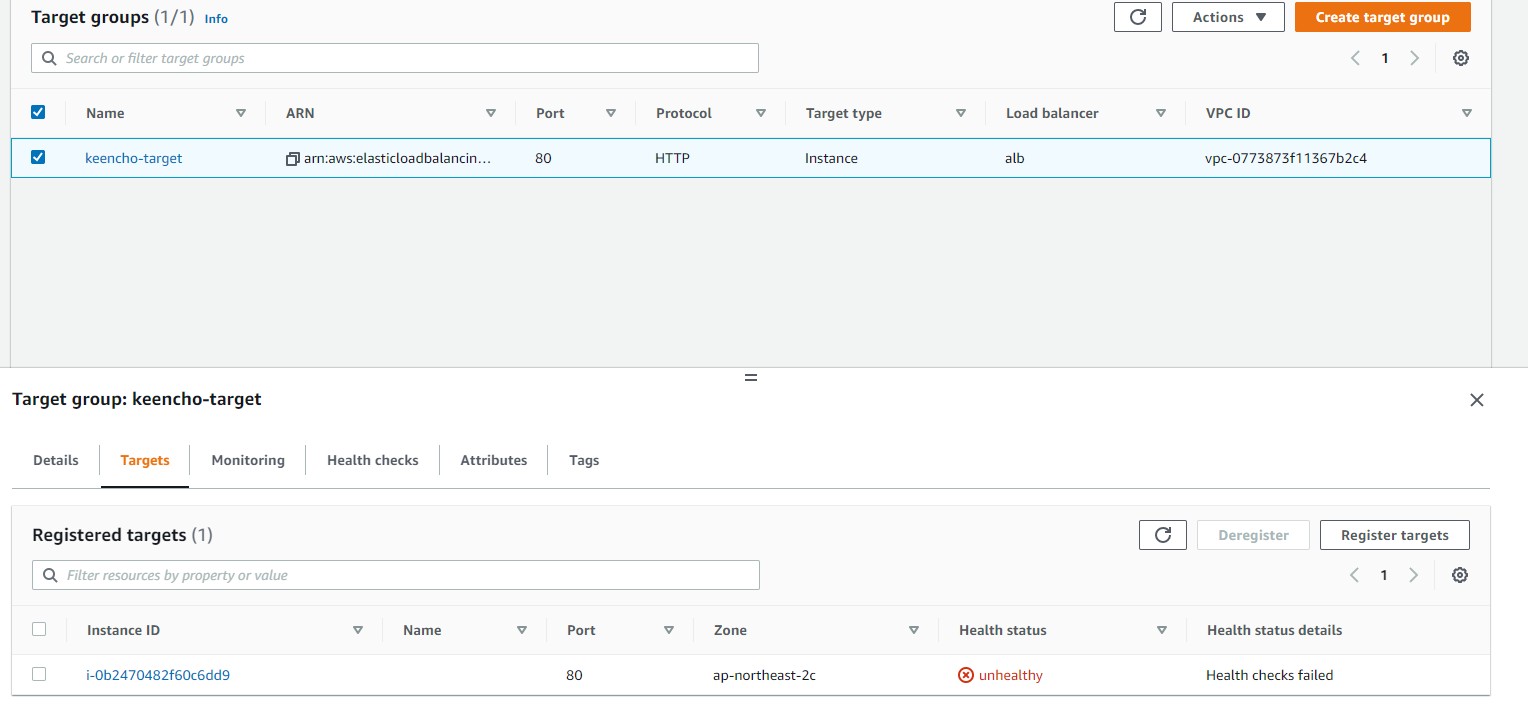 Target groups (1/1) Info
Actions
Create target group
Search or filter target groups
1
Name ARN Port Protocol Target type Load balancer VPC ID
keencho-target arn:aws:elasticloadbalancin... 80 HTTP Instance alb vpc-0773873f11367b2c4
Target group: keencho-target
Details Targets Monitoring Health checks Attributes Tags
Registered targets (1)
Deregister
Register targets
Filter resources by property or value
1
Instance ID Name Port Zone Health status Health status details
i-0b2470482f60c6dd9 80 ap-northeast-2c unhealthy Health checks failed